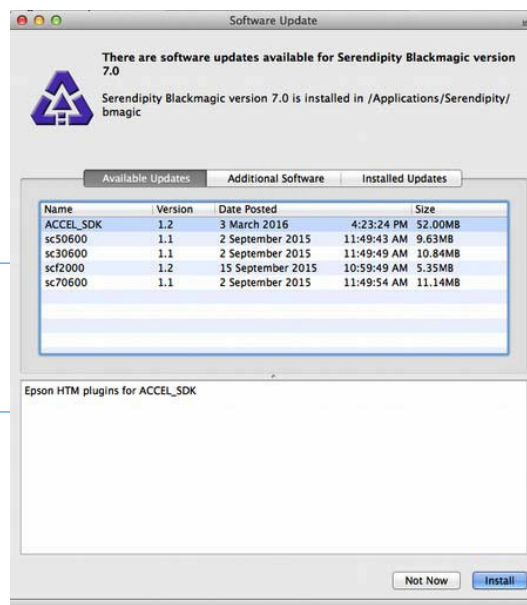 Software Update
There are software updates available for Serendipity Blackmagic version
7.0
Serendipity Blackmagic version 7.0 is installed in /Applications/Serendipity/
bmagic
Available Updates Additional Software Installed Updates
Name Version Date Posted Size
ACCEL_SDK 1.2 3 March 2016 4:23:24 PM 52.00MB
sc50600 1.1 2 September 2015 11:49:43 AM 9.63MB
sc30600 1.1 2 September 2015 11:49:49 AM 10.84MB
scf2000 1.2 15 September 2015 10:59:49 AM 5.35MB
sc70600 1.1 2 September 2015 11:49:54 AM 11.14MB
Epson HTM plugins for ACCEL_SDK
Not Now Install